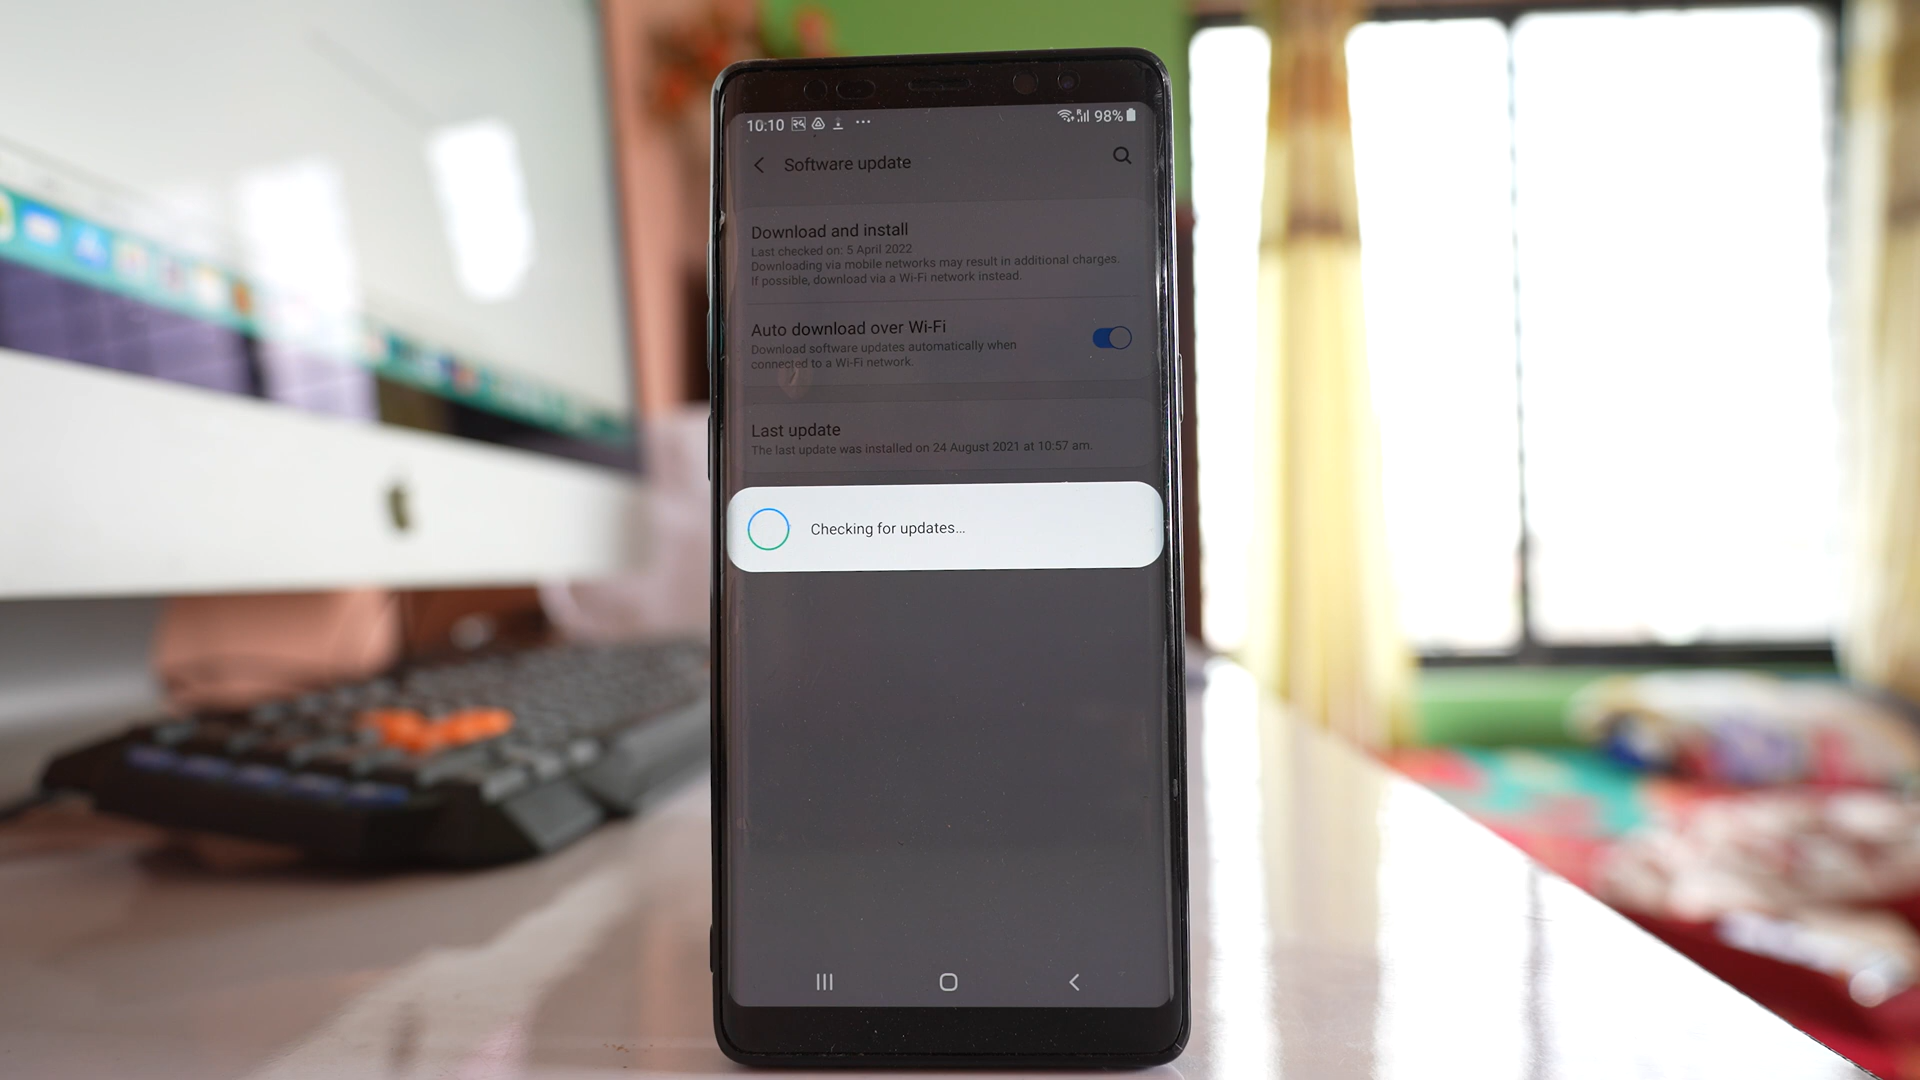 10:10 98%
Software update
Download and install
Last checked on: 5 April 2022
Downloading via mobile networks may result in additional charges.
If possible, download via a Wi-Fi network instead.
Auto download over Wi-Fi
Download software updates automatically when
connected to a Wi-Fi network.
Last update
The last update was installed on 24 August 2021 at 10:57 am.
Checking for updates...